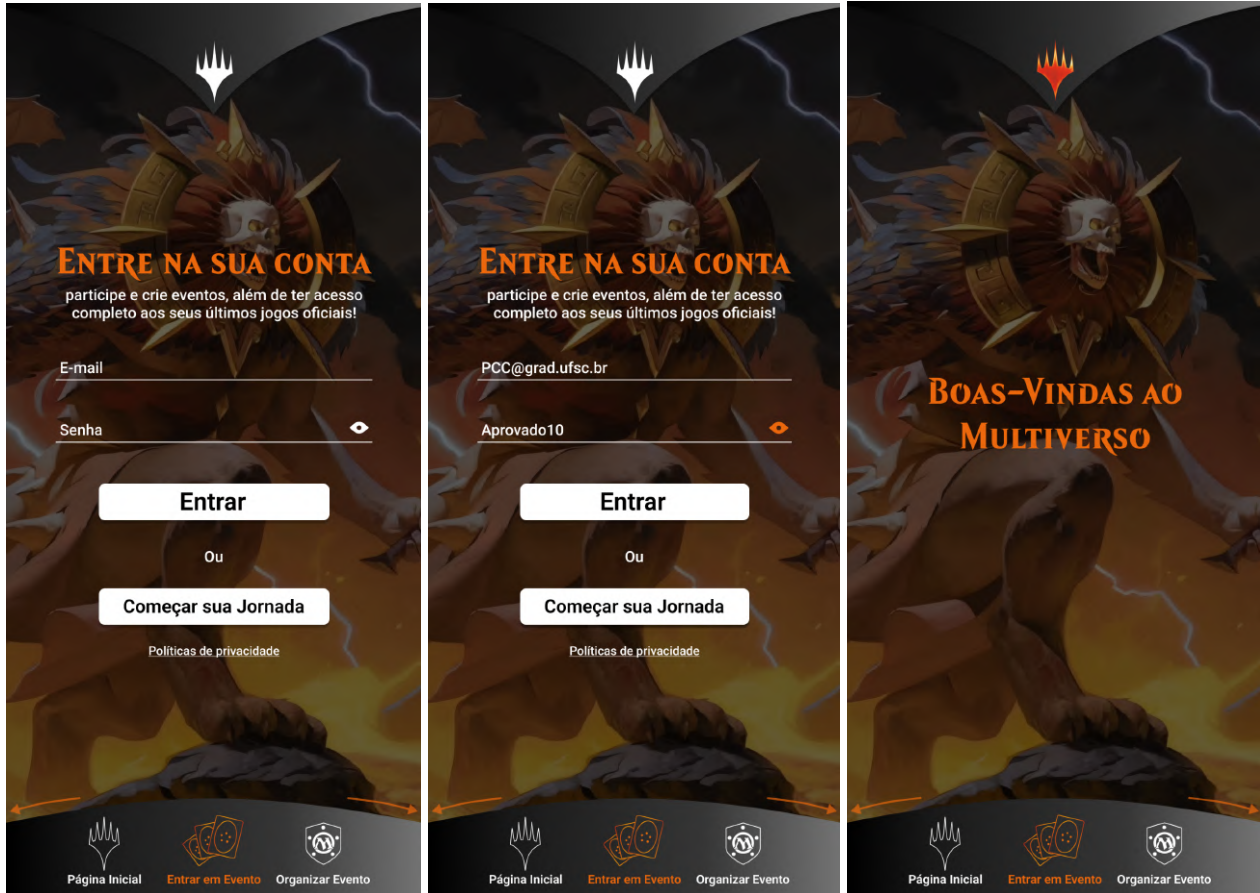 Entre na sua conta
participe e crie eventos, além de ter acesso
completo aos seus últimos jogos oficiais!
E-mail
Senha
Entrar
Ou
Começar sua Jornada
Políticas de privacidade
Página Inicial
Entrar em Evento
Organizar Evento
Entre na sua conta
participe e crie eventos, além de ter acesso
completo aos seus últimos jogos oficiais!
PCC@grad.ufsc.br
Aprovado10
Entrar
Ou
Começar sua Jornada
Políticas de privacidade
Página Inicial
Entrar em Evento
Organizar Evento
Boas-Vindas ao
Multiverso
Página Inicial
Entrar em Evento
Organizar Evento